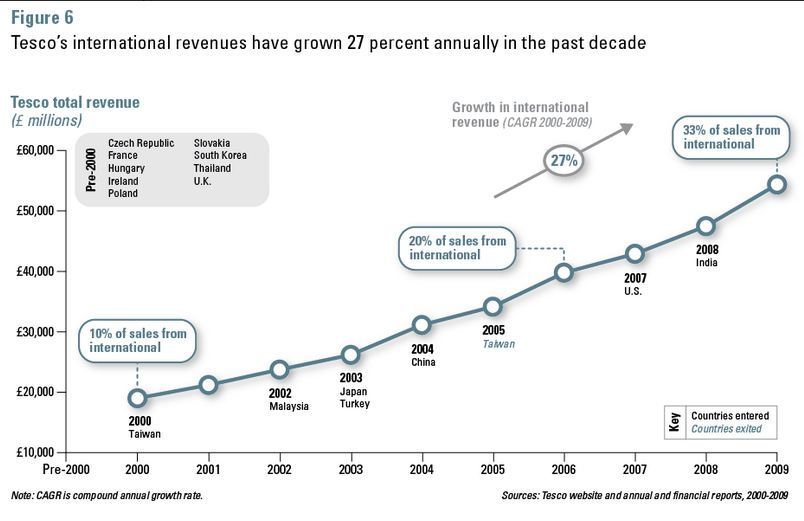 Figure 6
Tesco's international revenues have grown 27 percent annually in the past decade
Tesco total revenue
(£ millions)
Growth in international
revenue (CAGR 2000-2009)
27%
Pre-2000
Czech Republic
France
Hungary
Ireland
Poland
Slovakia
South Korea
Thailand
U.K.
33% of sales from
international
20% of sales from
international
10% of sales from
international
£60,000
£50,000
£40,000
£30,000
£20,000
£10,000
2000
Taiwan
2002
Malaysia
2003
Japan
Turkey
2004
China
2005
Taiwan
2007
U.S.
2008
India
Key
Countries entered
Countries exited
Pre-2000 2000 2001 2002 2003 2004 2005 2006 2007 2008 2009
Note: CAGR is compound annual growth rate.
Sources: Tesco website and annual and financial reports, 2000-2009